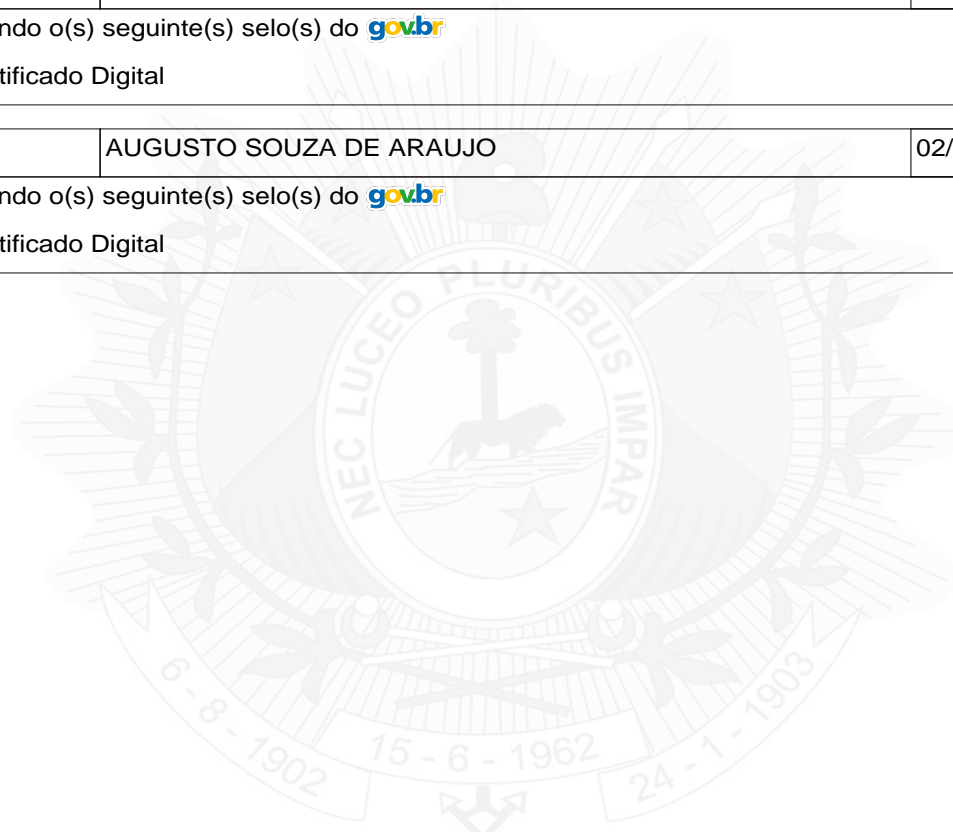 ndo o(s) seguinte(s) selo(s) do gov.br
tificado Digital
AUGUSTO SOUZA DE ARAUJO 02/
ndo o(s) seguinte(s) selo(s) do gov.br
tificado Digital
NEC LUCEO PLURIBUS IMPAR
6 - 8 - 1902
15 - 6 - 1962
24 - 1 - 1903